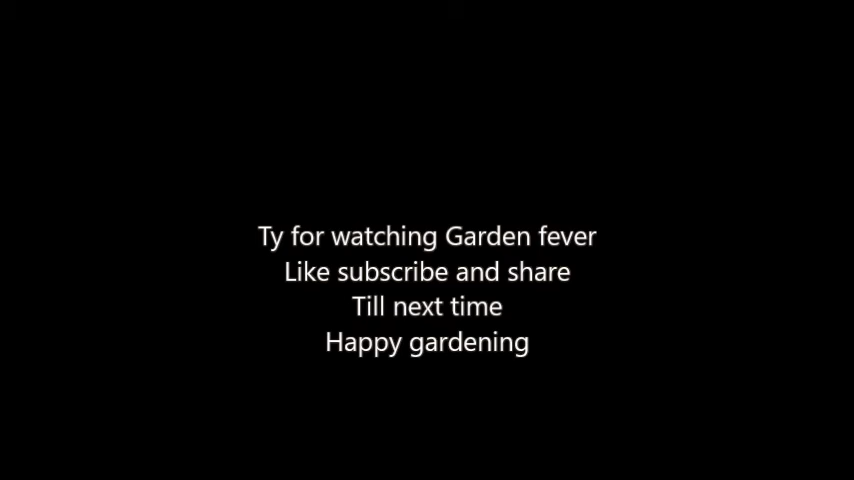 Ty for watching Garden fever
Like subscribe and share
Till next time
Happy gardening